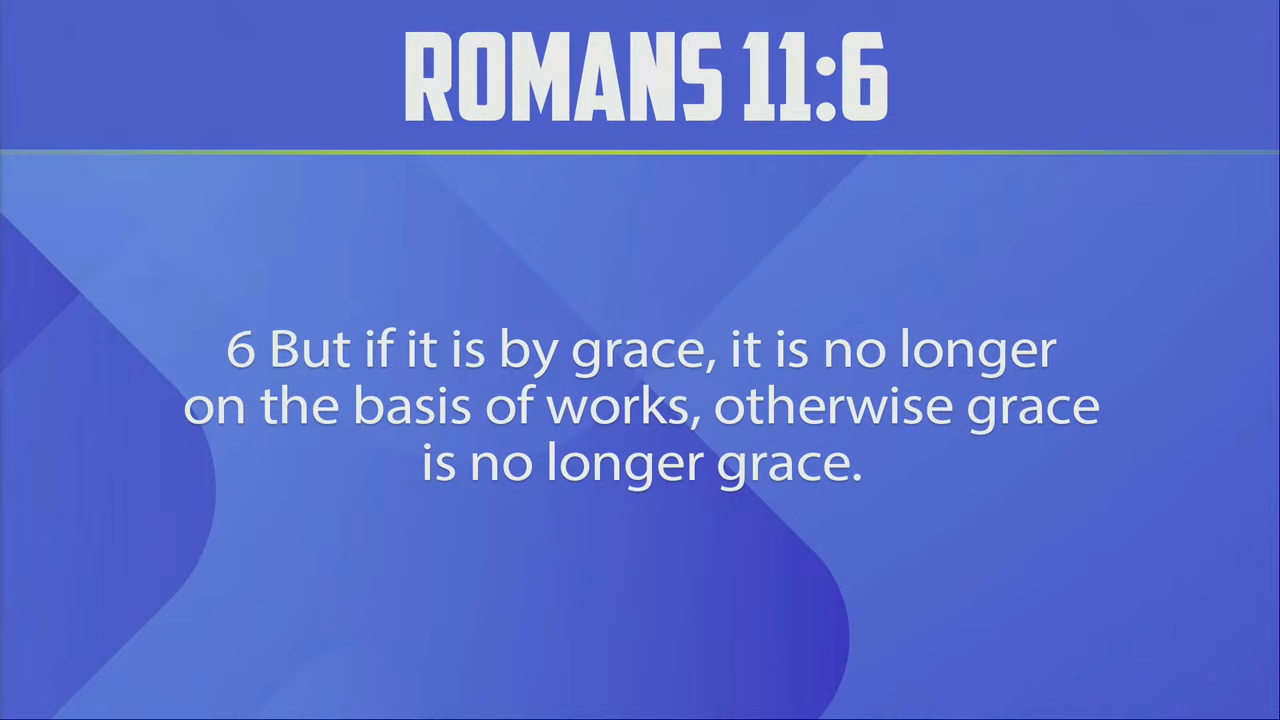 ROMANS 11:6
6 But if it is by grace, it is no longer
on the basis of works, otherwise grace
is no longer grace.